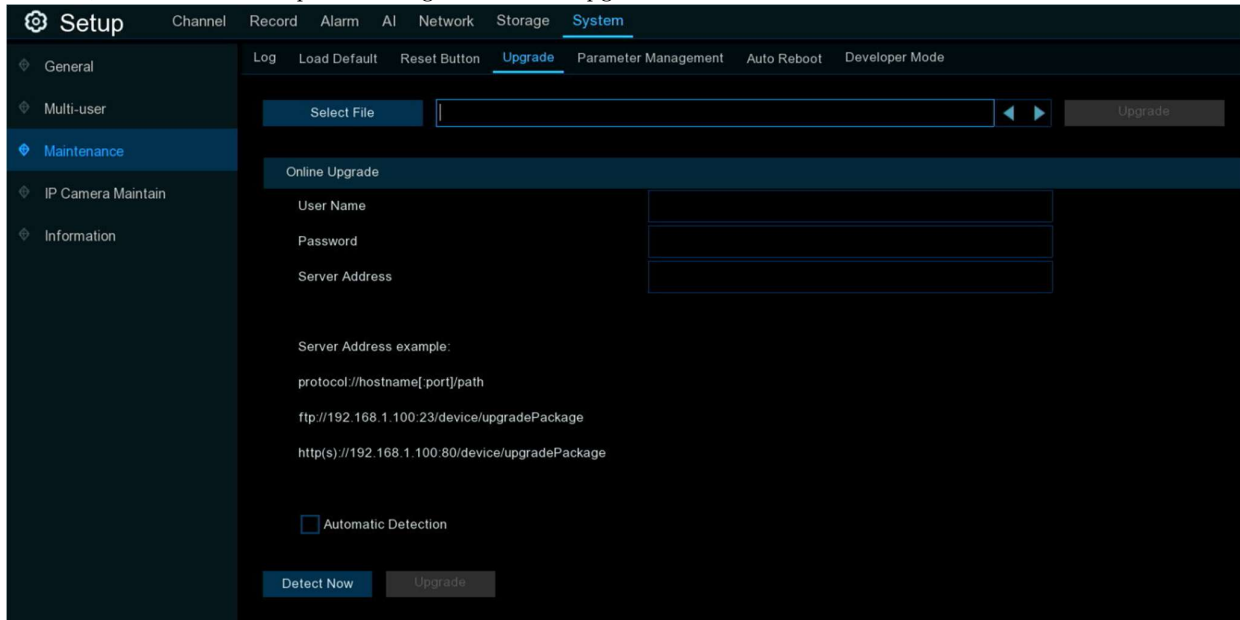 Setup Channel Record Alarm AI Network Storage System
General
Multi-user
Maintenance
IP Camera Maintain
Information
Log Load Default Reset Button Upgrade Parameter Management Auto Reboot Developer Mode
Select File Upgrade
Online Upgrade
User Name
Password
Server Address
Server Address example:
protocol://hostname[:port]/path
ftp://192.168.1.100:23/device/upgradePackage
http(s)://192.168.1.100:80/device/upgradePackage
Automatic Detection
Detect Now Upgrade